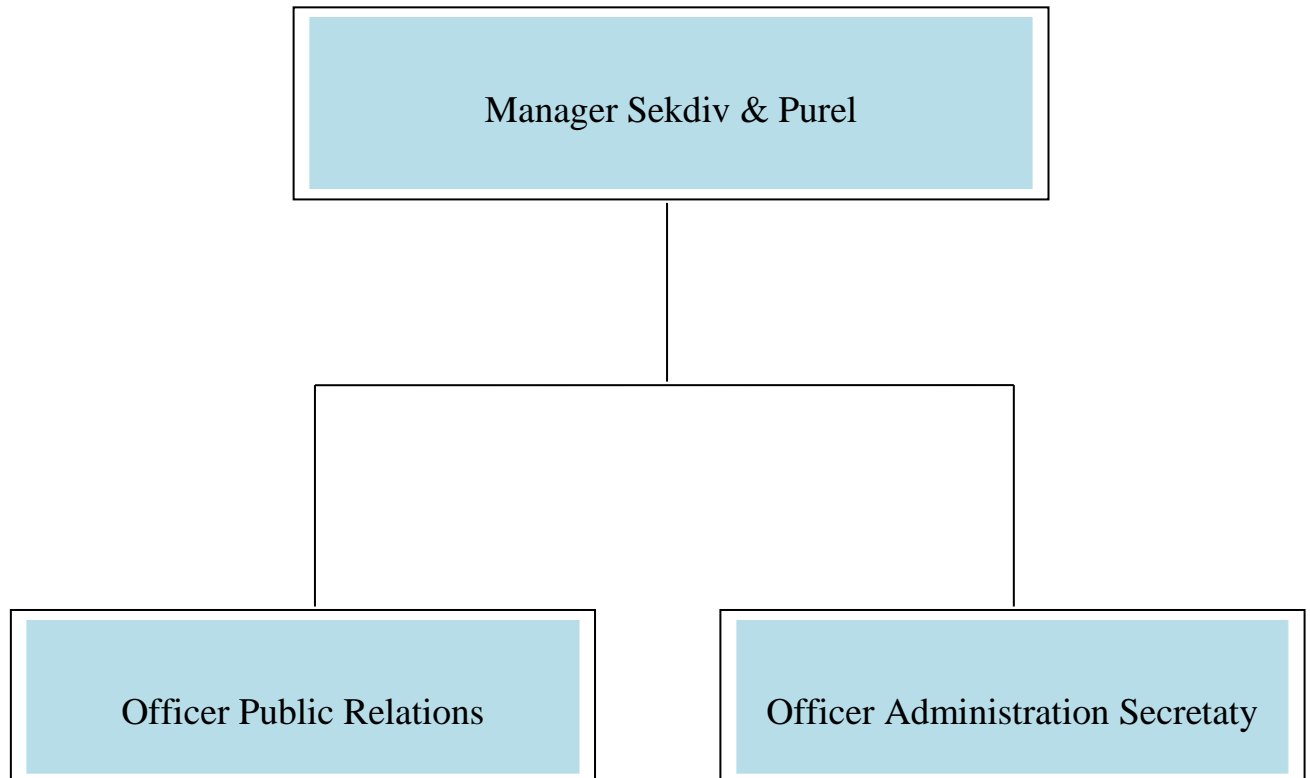 Manager Sekdiv & Purel
Officer Public Relations
Officer Administration Secretaty